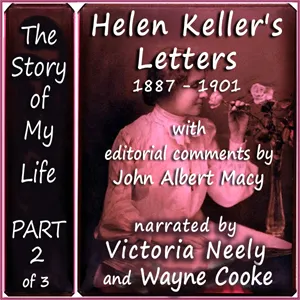 The
Story
of
My
Life
PART
2
of 3
Helen Keller's
Letters
1887 - 1901
with
editorial comments by
John Albert Macy
narrated by
Victoria Neely
and Wayne Cooke